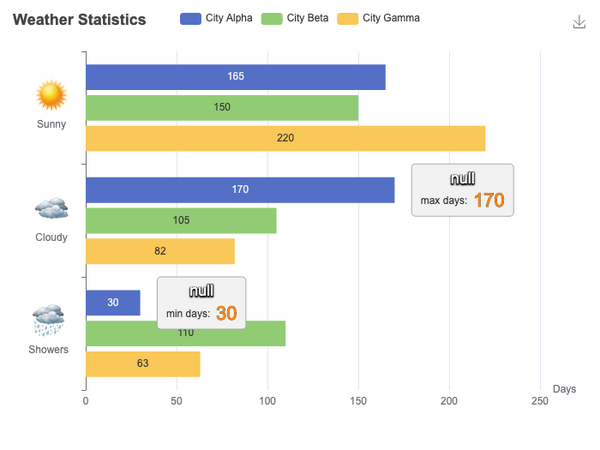 Weather Statistics
City Alpha City Beta City Gamma
165
Sunny
150
220
null
max days: 170
170
Cloudy
105
82
null
min days: 30
30
Showers
110
63
Days
0 50 100 150 200 250